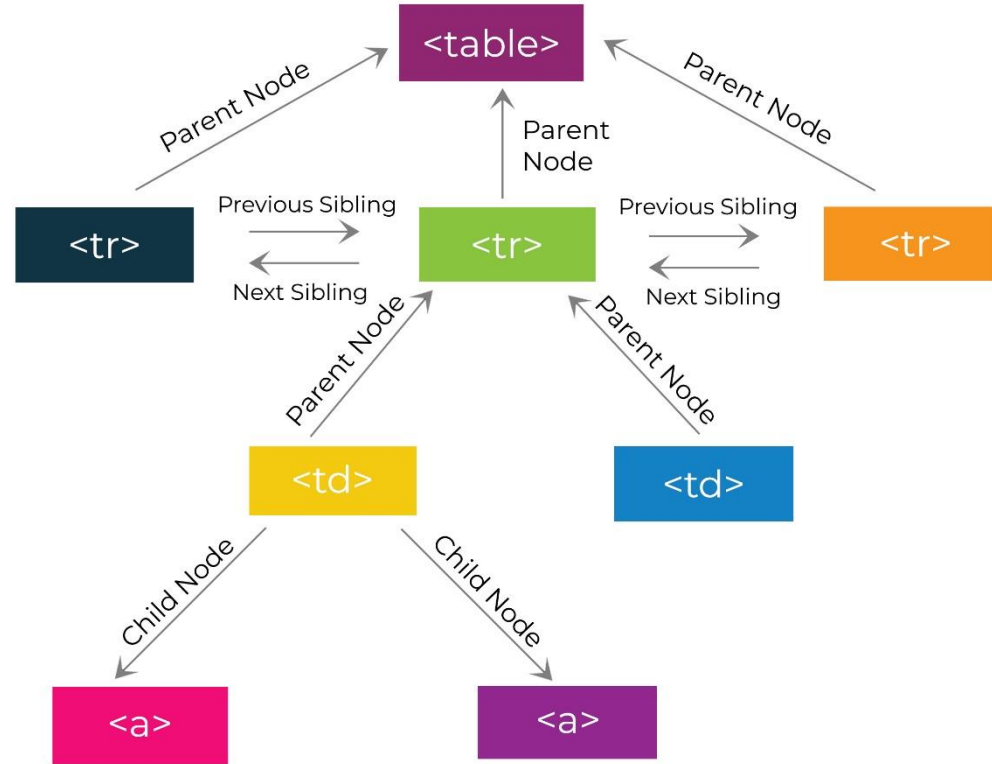 <table>
Parent Node
Parent
Node
Parent Node
<tr>
Previous Sibling
Next Sibling
<tr>
Previous Sibling
Next Sibling
<tr>
Parent Node
Parent Node
<td>
<td>
Child Node
Child Node
<a>
<a>